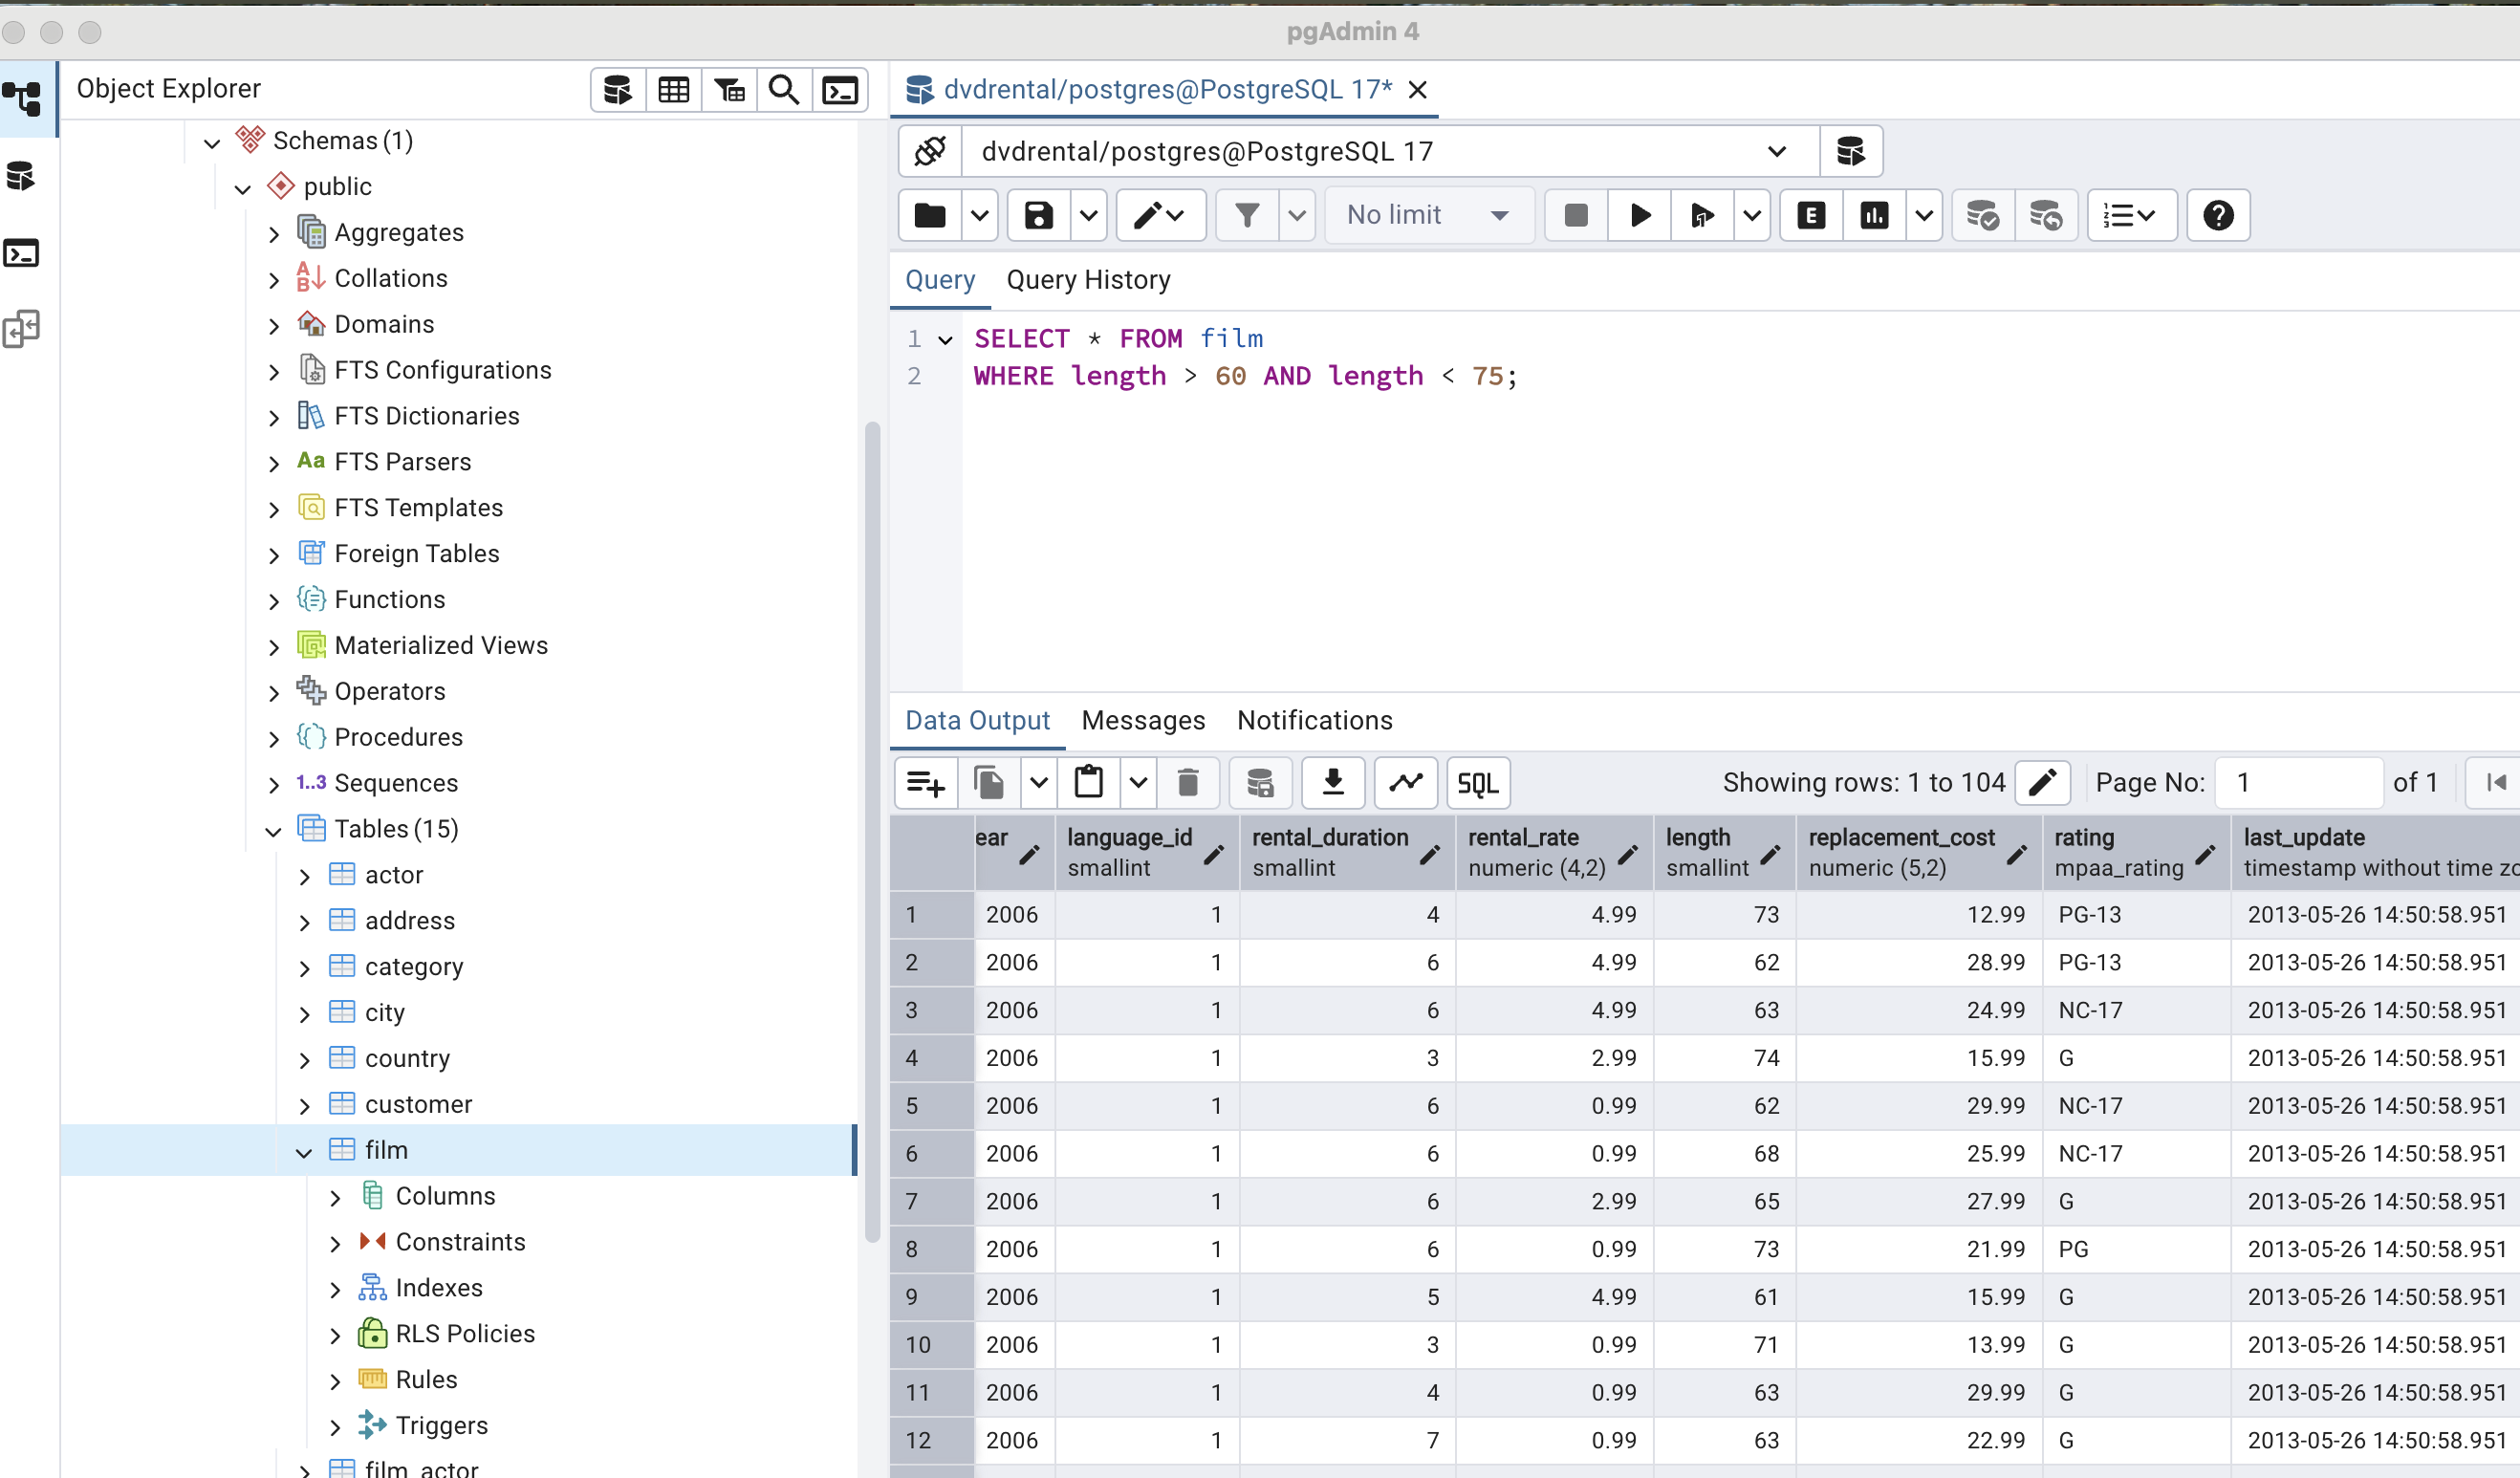 pgAdmin 4
Object Explorer
Schemas (1)
public
Aggregates
Collations
Domains
FTS Configurations
FTS Dictionaries
Aa FTS Parsers
FTS Templates
Foreign Tables
Functions
Materialized Views
Operators
Procedures
1..3 Sequences
Tables (15)
actor
address
category
city
country
customer
film
Columns
Constraints
Indexes
RLS Policies
Rules
Triggers
film_actor
dvdrental/postgres@PostgreSQL 17*
dvdrental/postgres@PostgreSQL 17
No limit
E
Query Query History
1 SELECT * FROM film
2 WHERE length > 60 AND length < 75;
Data Output Messages Notifications
SQL Showing rows: 1 to 104 Page No: 1 of 1
ear language_id rental_duration rental_rate length replacement_cost rating last_update
smallint smallint numeric (4,2) smallint numeric (5,2) mpaa_rating timestamp without time zo
1 2006 1 4 4.99 73 12.99 PG-13 2013-05-26 14:50:58.951
2 2006 1 6 4.99 62 28.99 PG-13 2013-05-26 14:50:58.951
3 2006 1 6 4.99 63 24.99 NC-17 2013-05-26 14:50:58.951
4 2006 1 3 2.99 74 15.99 G 2013-05-26 14:50:58.951
5 2006 1 6 0.99 62 29.99 NC-17 2013-05-26 14:50:58.951
6 2006 1 6 0.99 68 25.99 NC-17 2013-05-26 14:50:58.951
7 2006 1 6 2.99 65 27.99 G 2013-05-26 14:50:58.951
8 2006 1 6 0.99 73 21.99 PG 2013-05-26 14:50:58.951
9 2006 1 5 4.99 61 15.99 G 2013-05-26 14:50:58.951
10 2006 1 3 0.99 71 13.99 G 2013-05-26 14:50:58.951
11 2006 1 4 0.99 63 29.99 G 2013-05-26 14:50:58.951
12 2006 1 7 0.99 63 22.99 G 2013-05-26 14:50:58.951